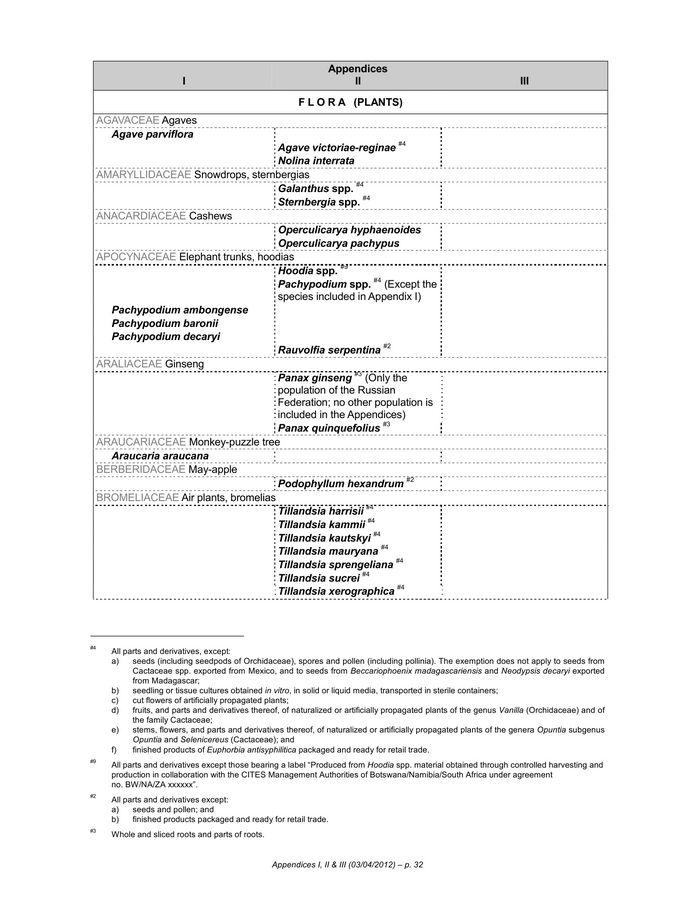 Appendices
I II III
F L O R A (PLANTS)
AGAVACEAE Agaves
Agave parviflora
Agave victoriae-reginae #4
Nolina interrata
AMARYLLIDACEAE Snowdrops, sternbergias
Galanthus spp. #4
Sternbergia spp. #4
ANACARDIACEAE Cashews
Operculicarya hyphaenoides
Operculicarya pachypus
APOCYNACEAE Elephant trunks, hoodias
Hoodia spp. #9
Pachypodium spp. #4 (Except the
species included in Appendix I)
Pachypodium ambongense
Pachypodium baronii
Pachypodium decaryi
Rauvolfia serpentina #2
ARALIACEAE Ginseng
Panax ginseng #3 (Only the
population of the Russian
Federation; no other population is
included in the Appendices)
Panax quinquefolius #3
ARAUCARIACEAE Monkey-puzzle tree
Araucaria araucana
BERBERIDACEAE May-apple
Podophyllum hexandrum #2
BROMELIACEAE Air plants, bromelias
Tillandsia harrisii #4
Tillandsia kammii #4
Tillandsia kautskyi #4
Tillandsia mauryana #4
Tillandsia sprengeliana #4
Tillandsia sucrei #4
Tillandsia xerographica #4
#4 All parts and derivatives, except:
a) seeds (including seedpods of Orchidaceae), spores and pollen (including pollinia). The exemption does not apply to seeds from
Cactaceae spp. exported from Mexico, and to seeds from Beccariophoenix madagascariensis and Neodypsis decaryi exported
from Madagascar;
b) seedling or tissue cultures obtained in vitro, in solid or liquid media, transported in sterile containers;
c) cut flowers of artificially propagated plants;
d) fruits, and parts and derivatives thereof, of naturalized or artificially propagated plants of the genus Vanilla (Orchidaceae) and of
the family Cactaceae;
e) stems, flowers, and parts and derivatives thereof, of naturalized or artificially propagated plants of the genera Opuntia subgenus
Opuntia and Selenicereus (Cactaceae); and
f) finished products of Euphorbia antisyphilitica packaged and ready for retail trade.
#9 All parts and derivatives except those bearing a label “Produced from Hoodia spp. material obtained through controlled harvesting and
production in collaboration with the CITES Management Authorities of Botswana/Namibia/South Africa under agreement
no. BW/NA/ZA xxxxxx”.
#2 All parts and derivatives except:
a) seeds and pollen; and
b) finished products packaged and ready for retail trade.
#3 Whole and sliced roots and parts of roots.
Appendices I, II & III (03/04/2012) – p. 32